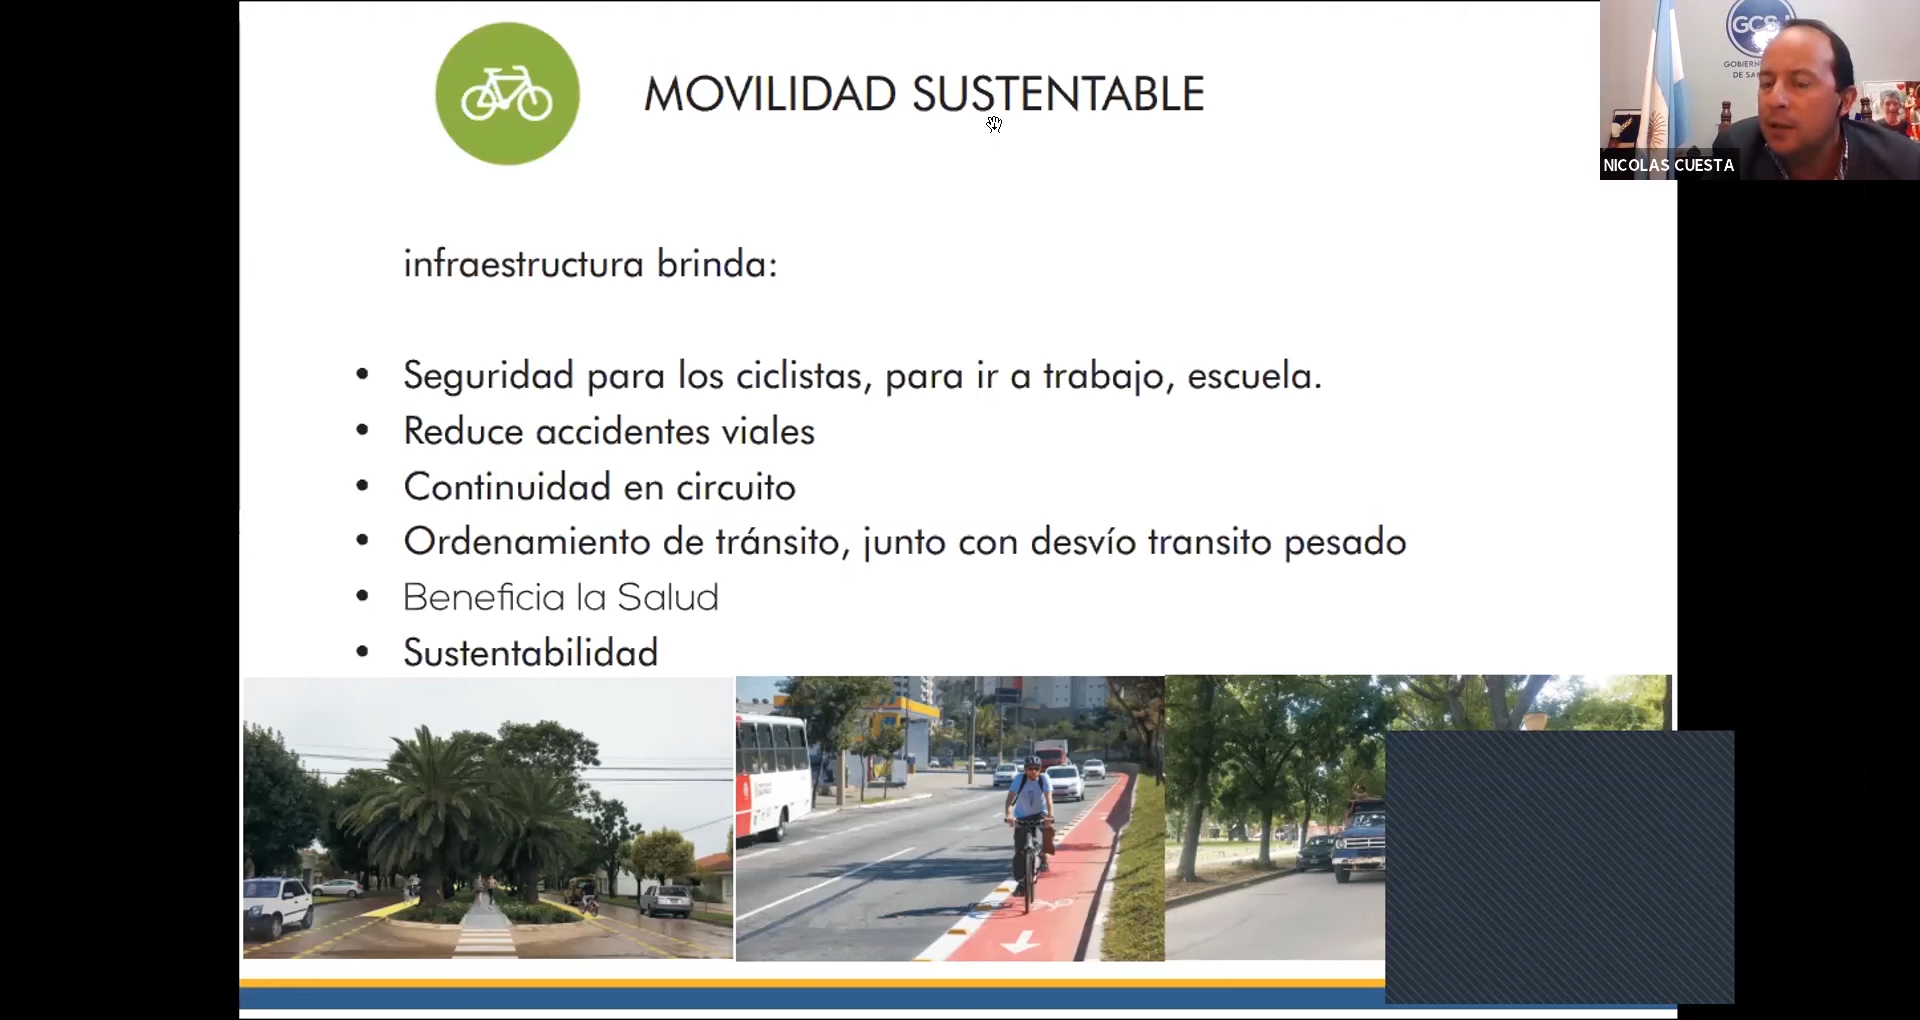 MOVILIDAD SUSTENTABLE
GCSJ
NICOLAS CUESTA
infraestructura brinda:
• Seguridad para los ciclistas, para ir a trabajo, escuela.
• Reduce accidentes viales
• Continuidad en circuito
• Ordenamiento de tránsito, junto con desvío transito pesado
• Beneficia la Salud
• Sustentabilidad